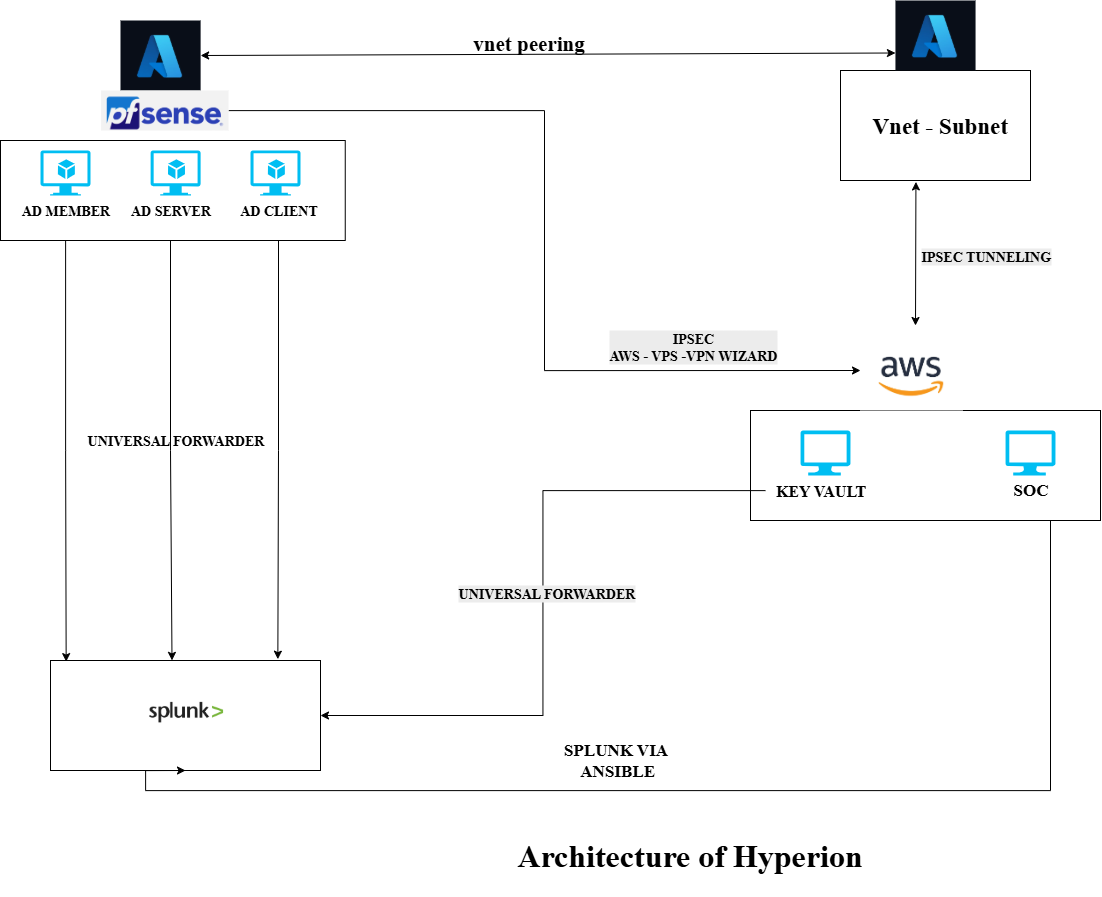 vnet peering
pfsense
Vnet - Subnet
AD MEMBER
AD SERVER
AD CLIENT
IPSEC TUNNELING
IPSEC
AWS - VPS -VPN WIZARD
aws
UNIVERSAL FORWARDER
KEY VAULT
SOC
UNIVERSAL FORWARDER
splunk>
SPLUNK VIA
ANSIBLE
Architecture of Hyperion